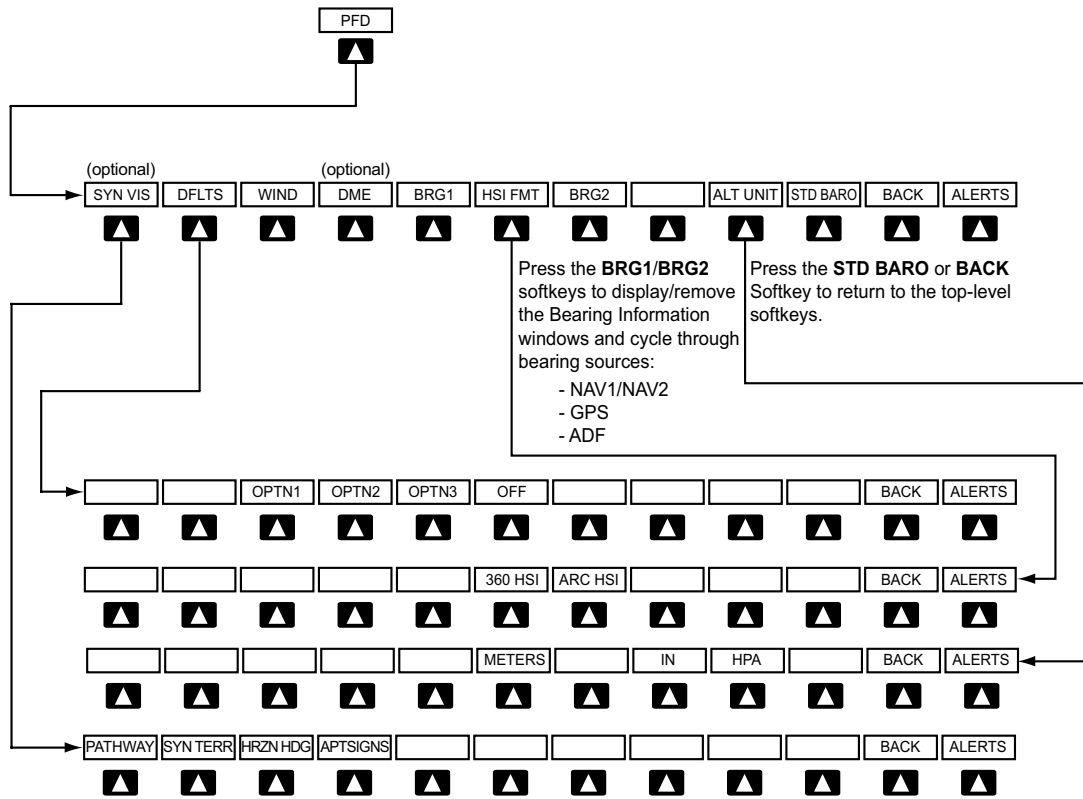 PFD
(optional) (optional)
SYN VIS DFLTS WIND DME BRG1 HSI FMT BRG2 ALT UNIT STD BARO BACK ALERTS
Press the BRG1/BRG2
softkeys to display/remove
the Bearing Information
windows and cycle through
bearing sources:
- NAV1/NAV2
- GPS
- ADF
Press the STD BARO or BACK
Softkey to return to the top-level
softkeys.
OPTN1 OPTN2 OPTN3 OFF BACK ALERTS
360 HSI ARC HSI BACK ALERTS
METERS IN HPA BACK ALERTS
PATHWAY SYN TERR HRZN HDG APTSIGNS BACK ALERTS